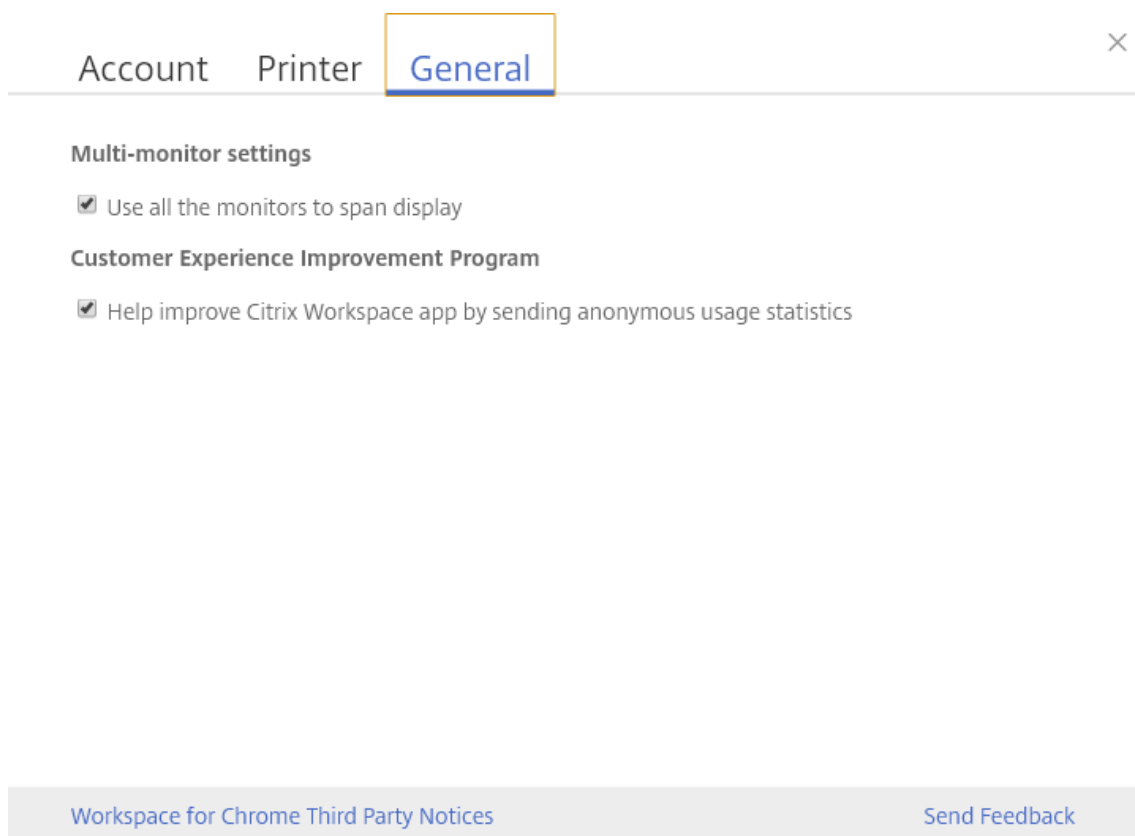 Account Printer General
Multi-monitor settings
Use all the monitors to span display
Customer Experience Improvement Program
Help improve Citrix Workspace app by sending anonymous usage statistics
Workspace for Chrome Third Party Notices Send Feedback